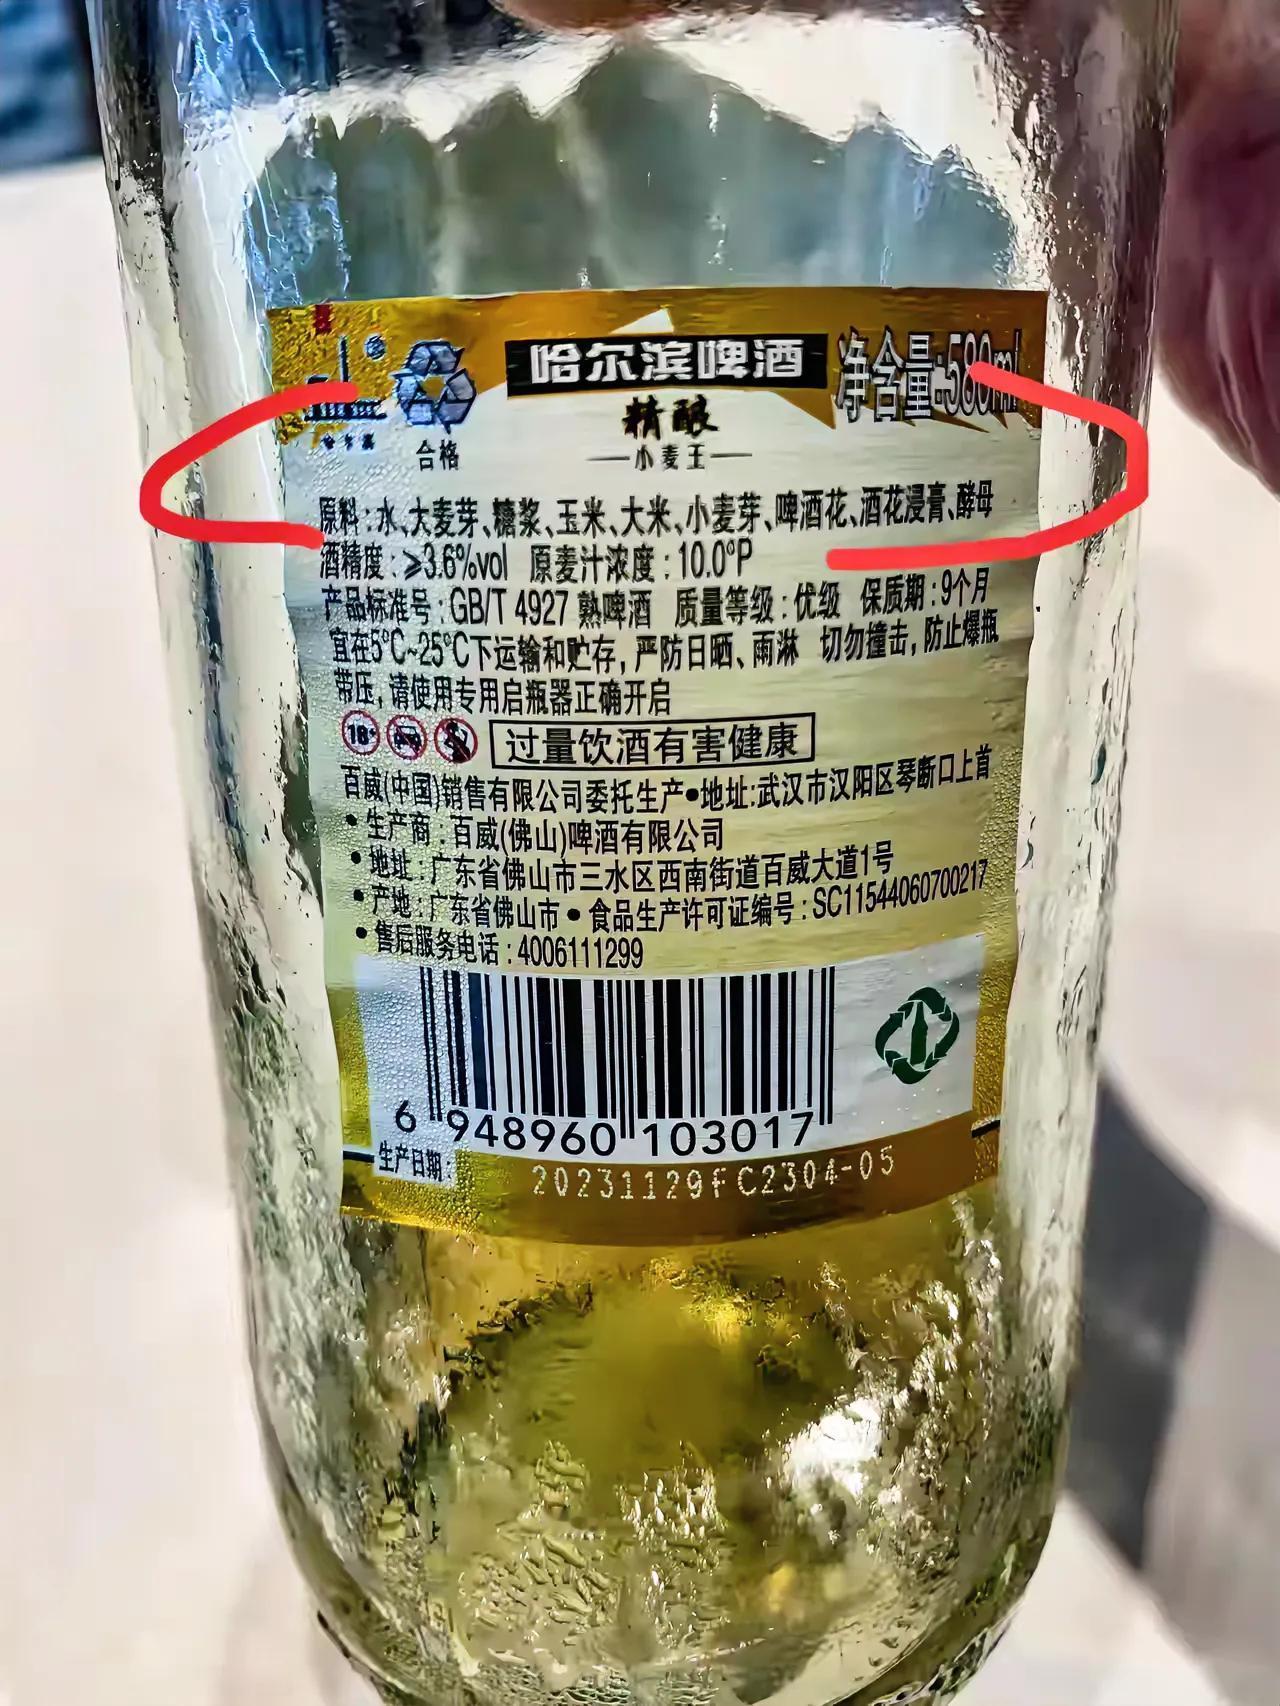 哈尔滨啤酒
净含量:580ml
精酿
小麦王
合格
原料:水、大麦芽、糖浆、玉米、大米、小麦芽、啤酒花、酒花浸膏、酵母
酒精度:≥3.6%vol 原麦汁浓度:10.0°P
产品标准号:GB/T 4927 熟啤酒 质量等级:优级 保质期:9个月
宜在5℃~25℃下运输和贮存,严防日晒、雨淋 切勿撞击,防止爆瓶
带压,请使用专用启瓶器正确开启
18+
过量饮酒有害健康
百威(中国)销售有限公司委托生产•地址:武汉市汉阳区琴断口上首
• 生产商:百威(佛山)啤酒有限公司
• 地址:广东省佛山市三水区西南街道百威大道1号
• 产地:广东省佛山市 • 食品生产许可证编号:SC11544060700217
• 售后服务电话:4006111299
6 948960 103017
生产日期:
20231129FC2304-05